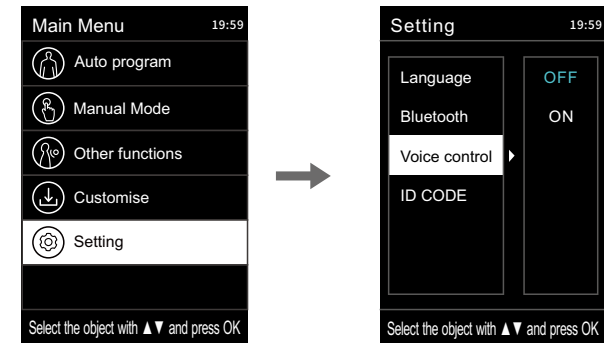 Main Menu 19:59
Auto program
Manual Mode
Other functions
Customise
Setting
Select the object with ▲▼ and press OK
Setting 19:59
Language
Bluetooth
Voice control
ID CODE
OFF
ON
Select the object with ▲▼ and press OK